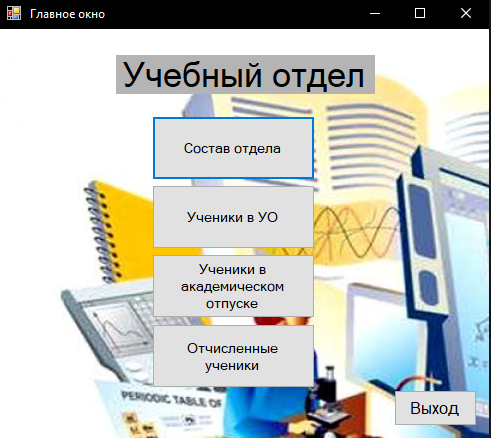 Главное окно
Учебный отдел
Состав отдела
Ученики в УО
Ученики в
академическом
отпуске
Отчисленные
ученики
PERIODIC TABLE OF
Выход